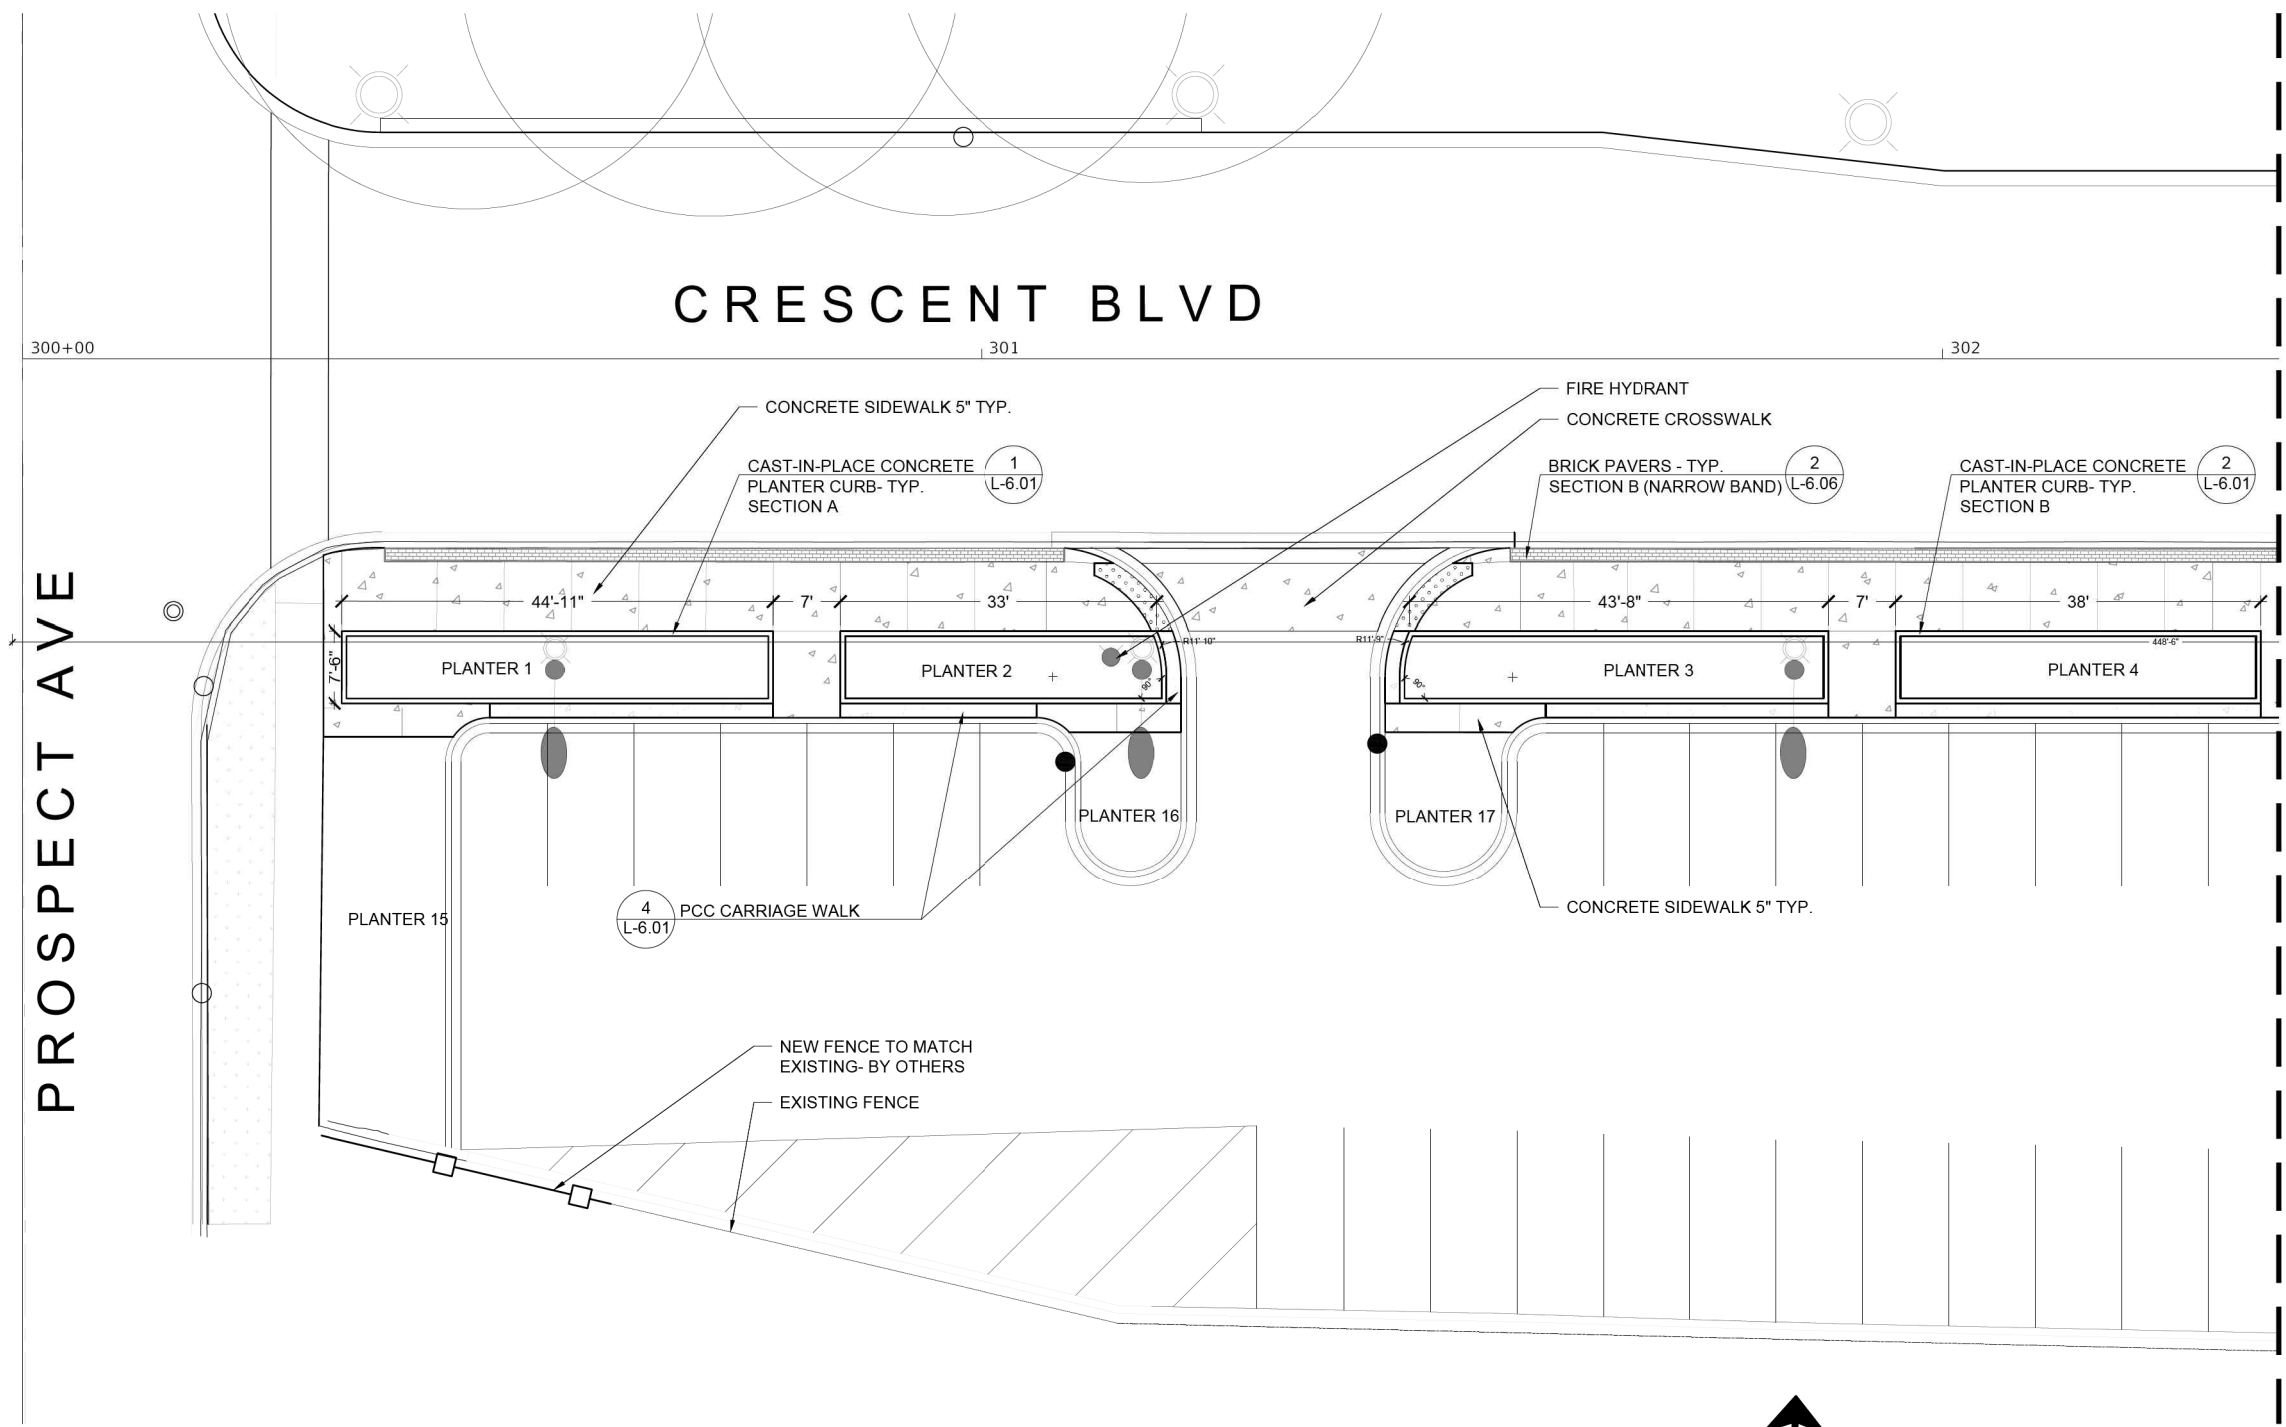 CRESCENT BLVD
300+00
301
302
FIRE HYDRANT
CONCRETE SIDEWALK 5" TYP.
CONCRETE CROSSWALK
CAST-IN-PLACE CONCRETE
PLANTER CURB- TYP.
SECTION A
1
L-6.01
BRICK PAVERS - TYP.
SECTION B (NARROW BAND)
2
L-6.06
CAST-IN-PLACE CONCRETE
PLANTER CURB- TYP.
SECTION B
2
L-6.01
PROSPECT AVE
44'-11"
7'
33'
43'-8"
7'
38'
7'-6"
R11' 10"
R11'-9"
448'-6"
PLANTER 1
PLANTER 2
90°
90°
PLANTER 3
PLANTER 4
PLANTER 16
PLANTER 17
4
L-6.01
PCC CARRIAGE WALK
CONCRETE SIDEWALK 5" TYP.
PLANTER 15
NEW FENCE TO MATCH
EXISTING- BY OTHERS
EXISTING FENCE